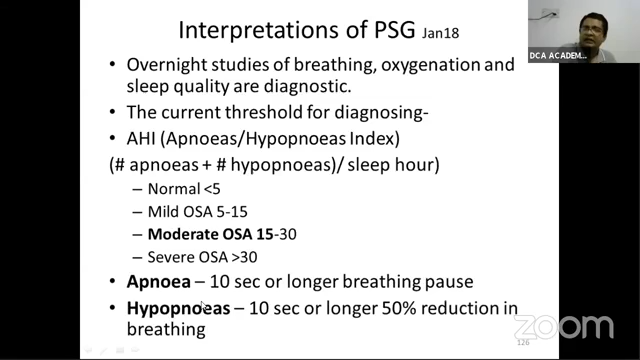 Interpretations of PSG Jan18
• Overnight studies of breathing, oxygenation and
sleep quality are diagnostic.
• The current threshold for diagnosing-
• AHI (Apnoeas/Hypopnoeas Index)
(# apnoeas + # hypopnoeas)/ sleep hour)
– Normal <5
– Mild OSA 5-15
– Moderate OSA 15-30
– Severe OSA >30
• Apnoea – 10 sec or longer breathing pause
• Hypopnoeas – 10 sec or longer 50% reduction in
breathing
DCA ACADEM...
zoom
126